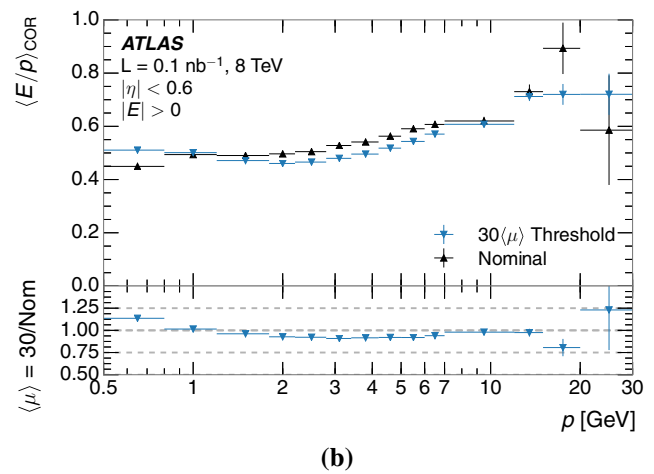 ATLAS
L = 0.1 nb⁻¹, 8 TeV
|η| < 0.6
|E| > 0
⟨E/p⟩COR
1.0
0.8
0.6
0.4
0.2
0.0
30⟨μ⟩ Threshold
Nominal
⟨μ⟩ = 30/Nom
1.25
1.00
0.75
0.50
0.5 1 2 3 4 5 6 7 10 20 30
p [GeV]
(b)